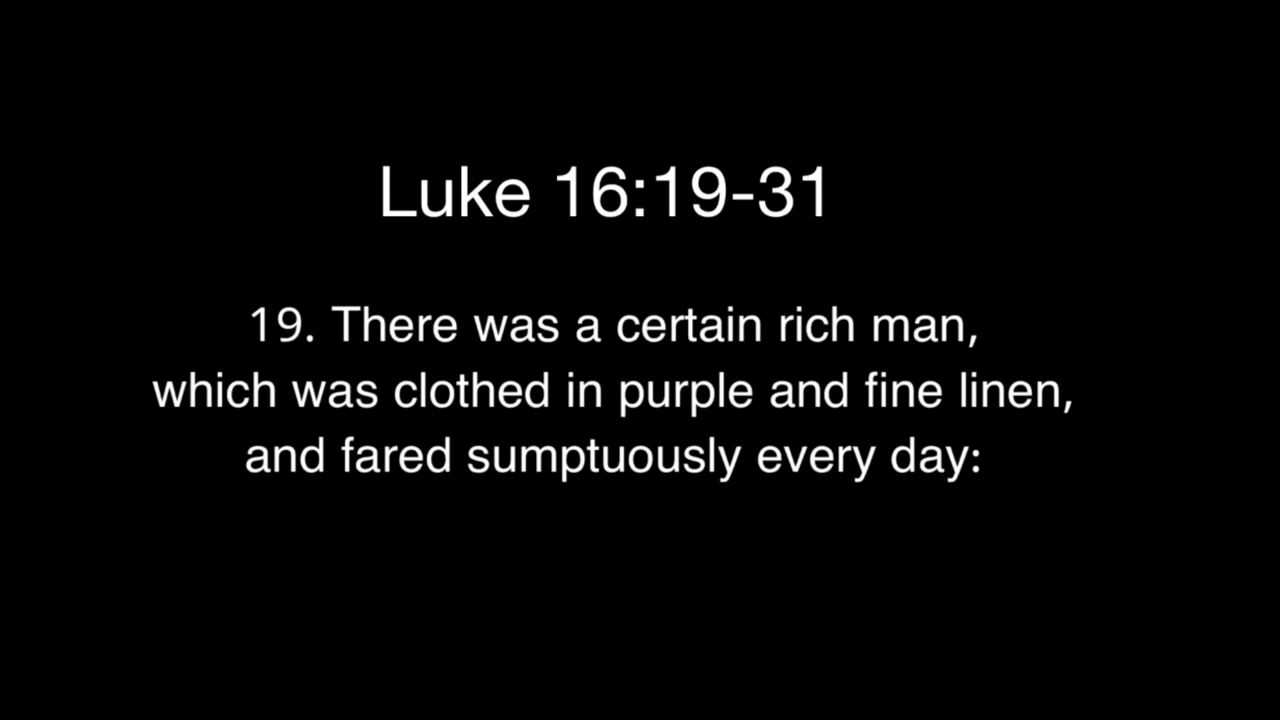 Luke 16:19-31
19. There was a certain rich man,
which was clothed in purple and fine linen,
and fared sumptuously every day: